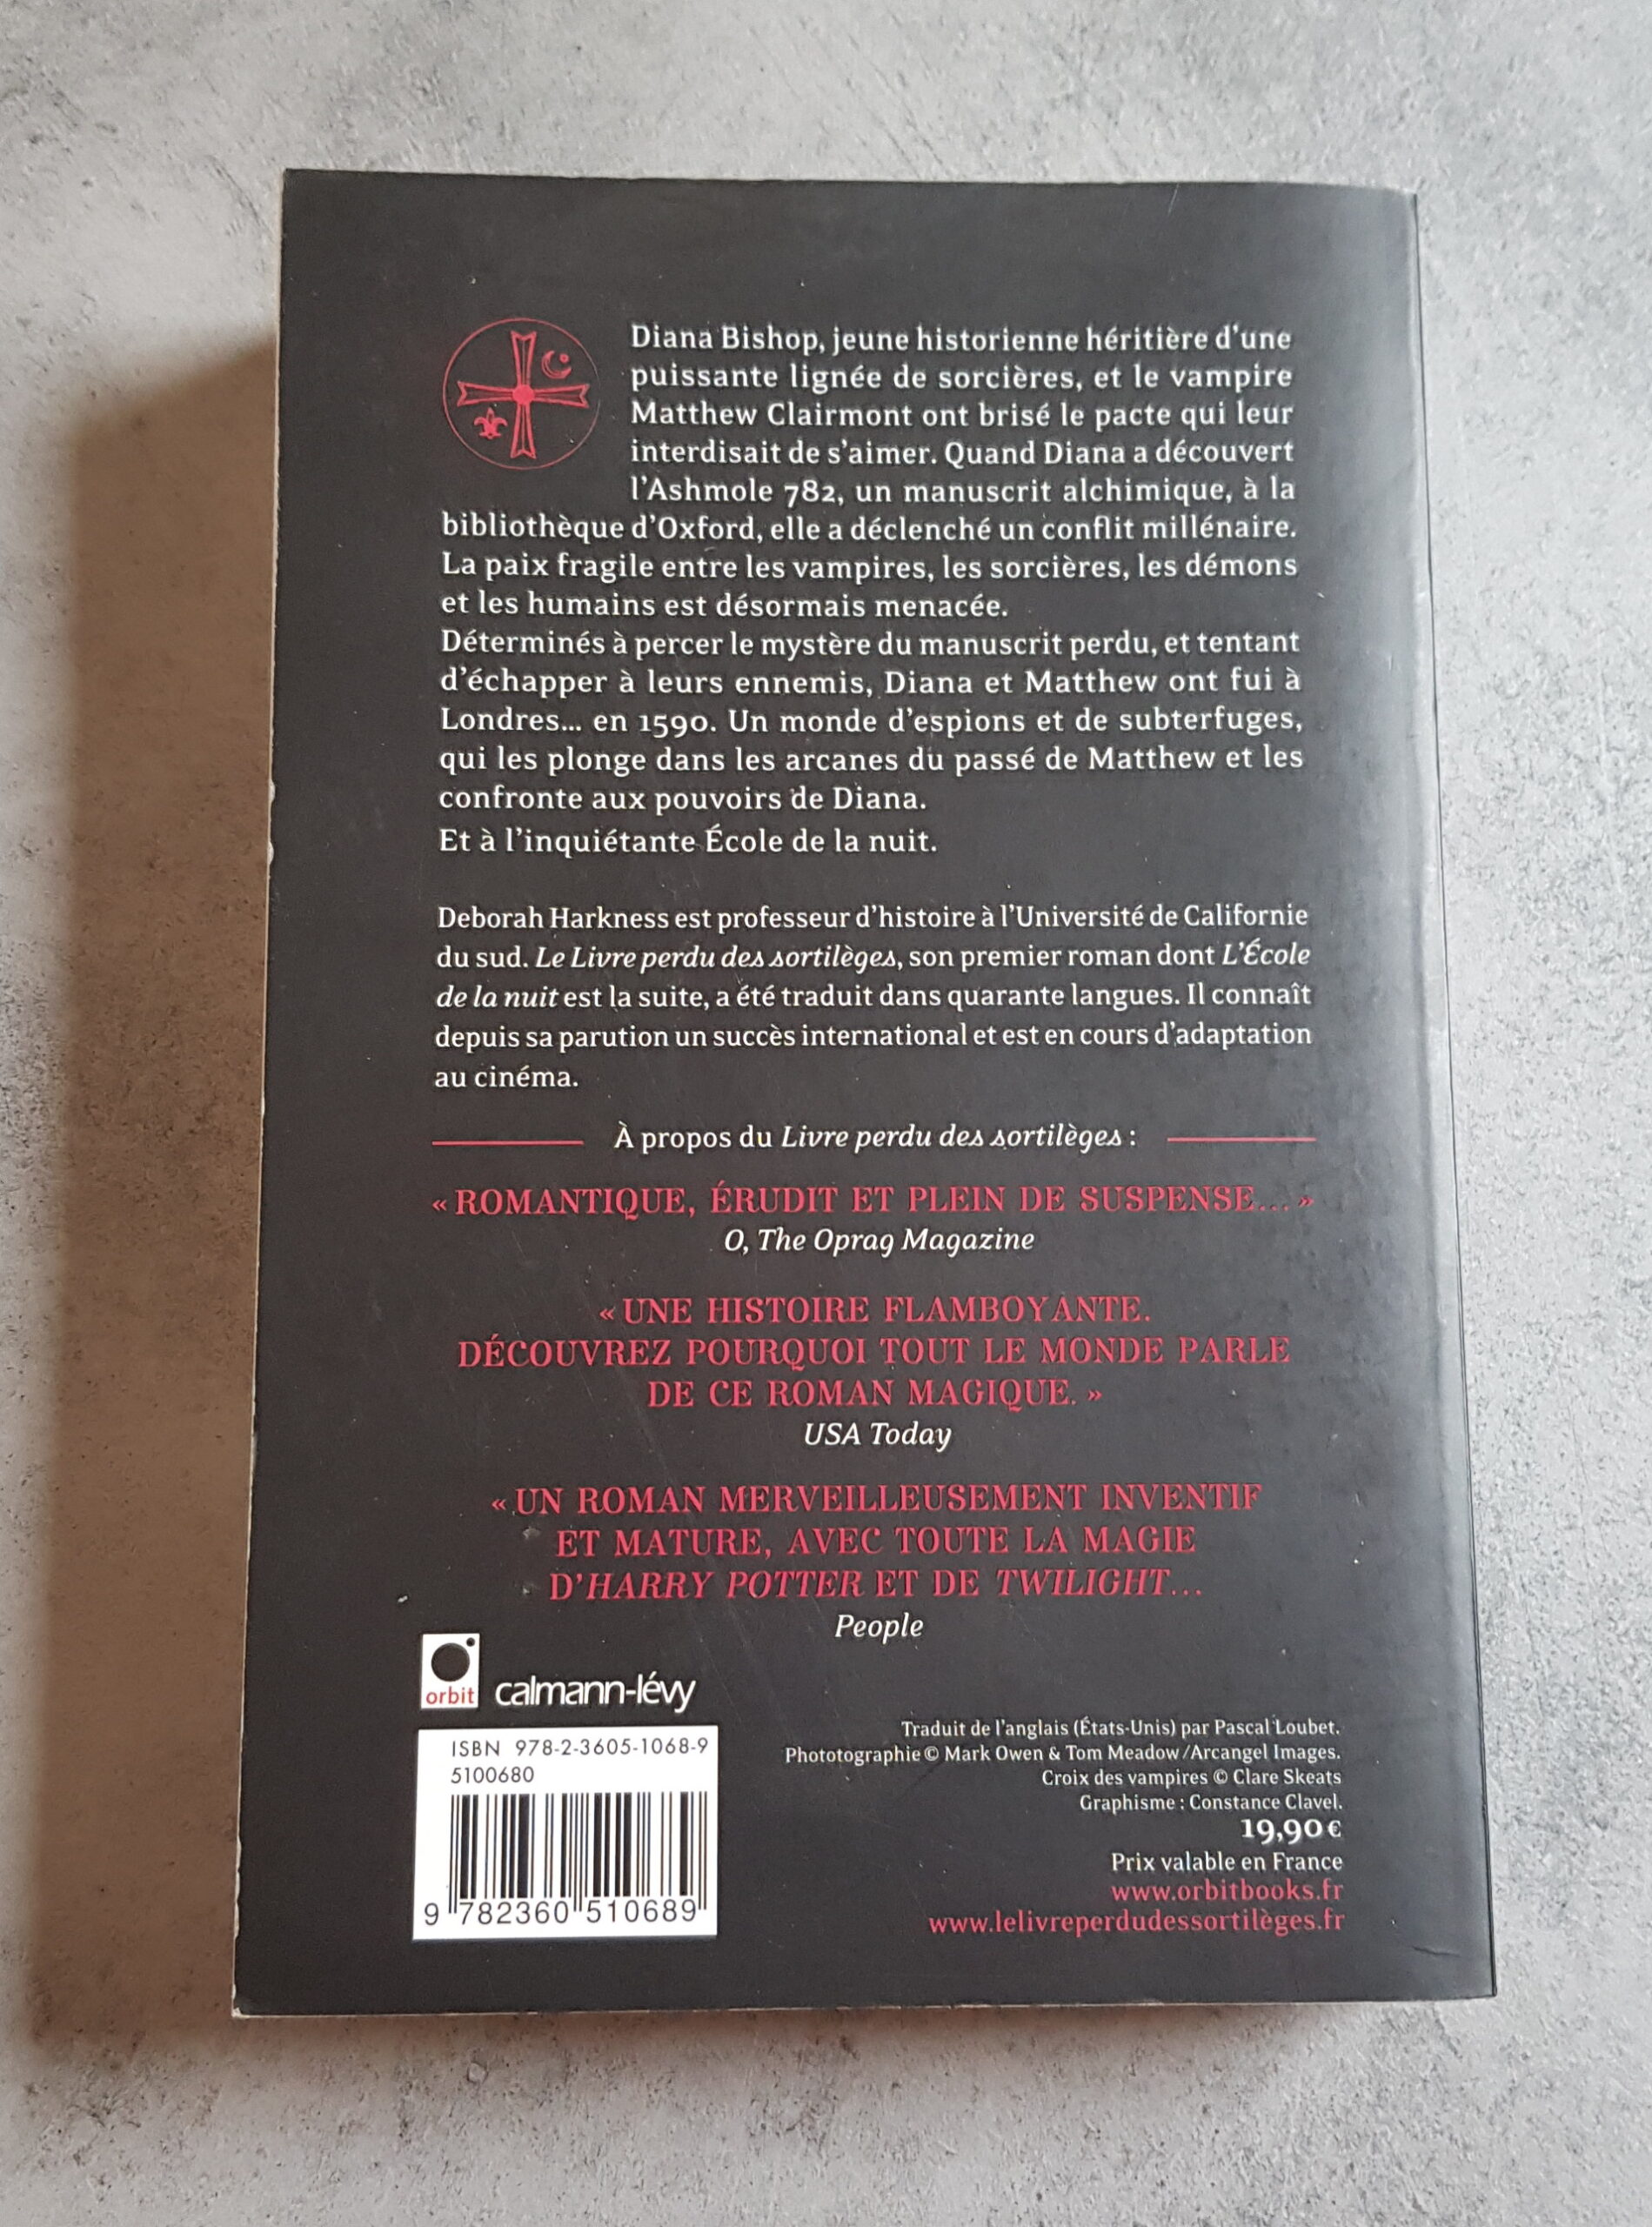 Diana Bishop, jeune historienne héritière d'une
puissante lignée de sorcières, et le vampire
Matthew Clairmont ont brisé le pacte qui leur
interdisait de s'aimer. Quand Diana a découvert
l'Ashmole 782, un manuscrit alchimique, à la
bibliothèque d'Oxford, elle a déclenché un conflit millénaire.
La paix fragile entre les vampires, les sorcières, les démons
et les humains est désormais menacée.
Déterminés à percer le mystère du manuscrit perdu, et tentant
d'échapper à leurs ennemis, Diana et Matthew ont fui à
Londres... en 1590. Un monde d'espions et de subterfuges,
qui les plonge dans les arcanes du passé de Matthew et les
confronte aux pouvoirs de Diana.
Et à l'inquiétante École de la nuit.
Deborah Harkness est professeur d'histoire à l'Université de Californie
du sud. Le Livre perdu des sortilèges, son premier roman dont L'École
de la nuit est la suite, a été traduit dans quarante langues. Il connaît
depuis sa parution un succès international et est en cours d'adaptation
au cinéma.
À propos du Livre perdu des sortilèges :
« ROMANTIQUE, ÉRUDIT ET PLEIN DE SUSPENSE... »
O, The Oprag Magazine
« UNE HISTOIRE FLAMBOYANTE.
DÉCOUVREZ POURQUOI TOUT LE MONDE PARLE
DE CE ROMAN MAGIQUE. »
USA Today
« UN ROMAN MERVEILLEUSEMENT INVENTIF
ET MATURE, AVEC TOUTE LA MAGIE
D'HARRY POTTER ET DE TWILIGHT...
People
orbit calmann-lévy
ISBN 978-2-3605-1068-9
5100680
9 782360 510689
Traduit de l'anglais (États-Unis) par Pascal Loubet.
Phototographie © Mark Owen & Tom Meadow/Arcangel Images.
Croix des vampires © Clare Skeats
Graphisme : Constance Clavel.
19,90 €
Prix valable en France
www.orbitbooks.fr
www.lelivreperdudessortilèges.fr